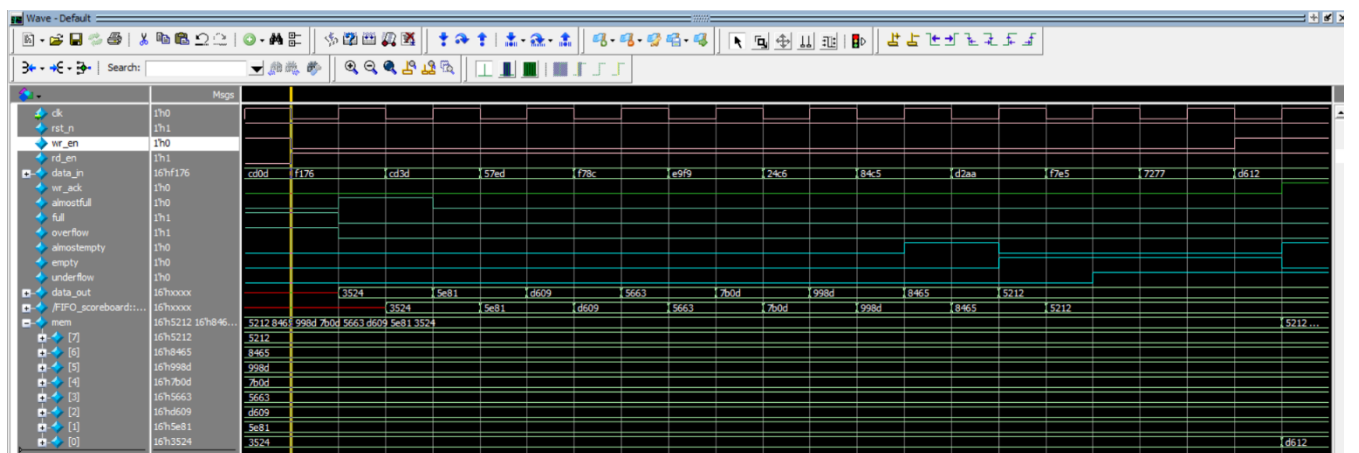 Wave - Default
Search:
Msgs
clk 1'h0
rst_n 1'h1
wr_en 1'h0
rd_en 1'h1
data_in 16'hf176 cd0d f176 cd3d 57ed f78c e9f9 24c6 84c5 d2aa f7e5 7277 d612
wr_ack 1'h0
almostfull 1'h0
full 1'h1
overflow 1'h1
almostempty 1'h0
empty 1'h0
underflow 1'h0
data_out 16'hxxxx 3524 5e81 d609 5663 7b0d 998d 8465 5212
/FIFO_scoreboard::... 16'hxxxx 3524 5e81 d609 5663 7b0d 998d 8465 5212
mem 16'h5212 16'h846... 5212 8465 998d 7b0d 5663 d609 5e81 3524 5212 ...
[7] 16'h5212 5212
[6] 16'h8465 8465
[5] 16'h998d 998d
[4] 16'h7b0d 7b0d
[3] 16'h5663 5663
[2] 16'hd609 d609
[1] 16'h5e81 5e81
[0] 16'h3524 3524 d612